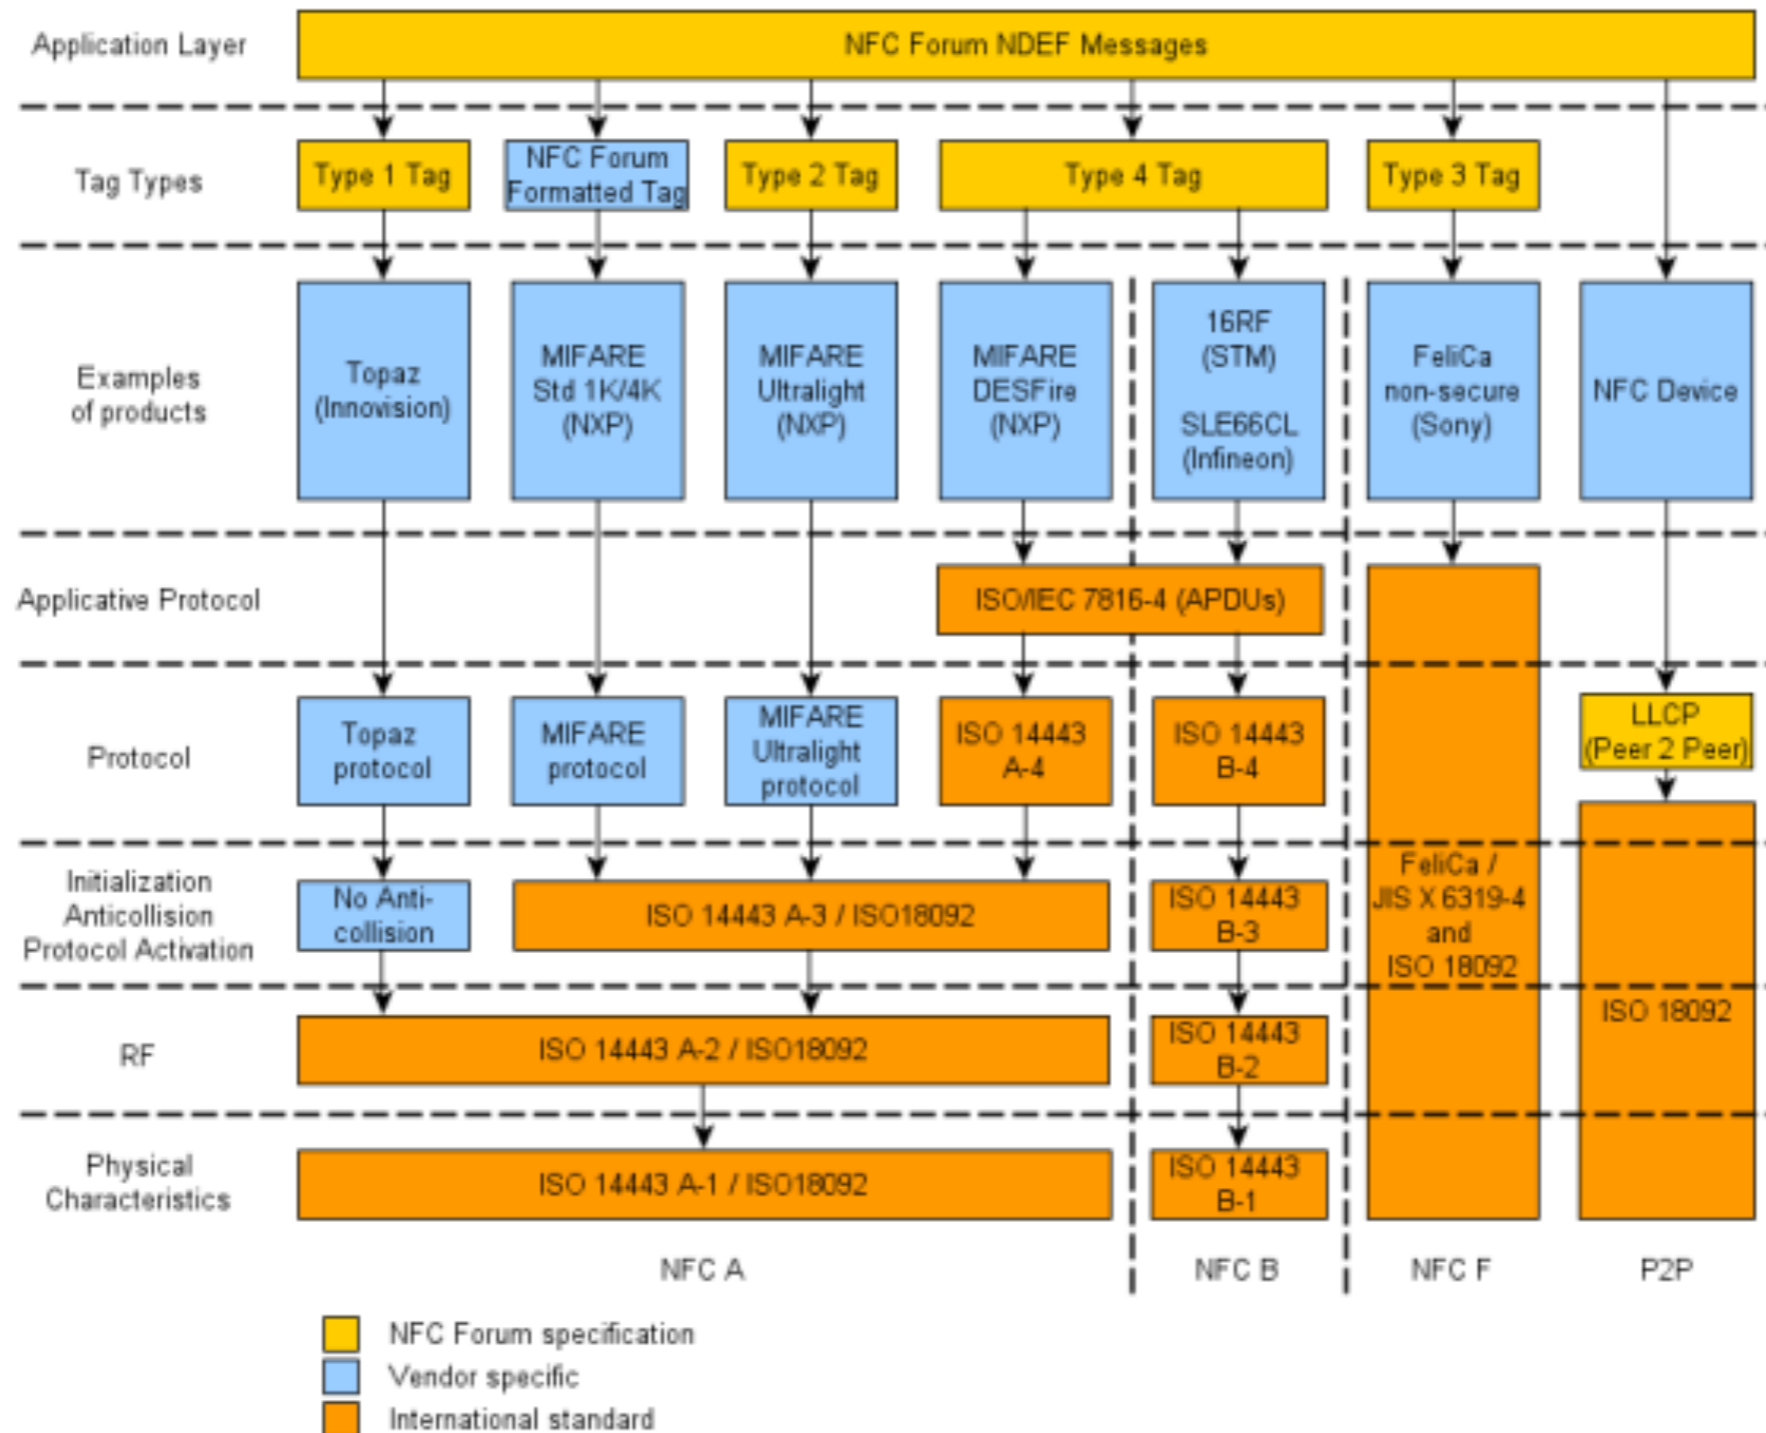 Application Layer
NFC Forum NDEF Messages
Tag Types
Type 1 Tag
NFC Forum
Formatted Tag
Type 2 Tag
Type 4 Tag
Type 3 Tag
Examples
of products
Topaz
(Innovision)
MIFARE
Std 1K/4K
(NXP)
MIFARE
Ultralight
(NXP)
MIFARE
DESFire
(NXP)
16RF
(STM)
SLE66CL
(Infineon)
FeliCa
non-secure
(Sony)
NFC Device
Applicative Protocol
ISO/IEC 7816-4 (APDUs)
Protocol
Topaz
protocol
MIFARE
protocol
MIFARE
Ultralight
protocol
ISO 14443
A-4
ISO 14443
B-4
LLCP
(Peer 2 Peer)
Initialization
Anticollision
Protocol Activation
No Anti-
collision
ISO 14443 A-3 / ISO18092
ISO 14443
B-3
FeliCa /
JIS X 6319-4
and
ISO 18092
ISO 18092
RF
ISO 14443 A-2 / ISO18092
ISO 14443
B-2
Physical
Characteristics
ISO 14443 A-1 / ISO18092
ISO 14443
B-1
NFC A
NFC B
NFC F
P2P
NFC Forum specification
Vendor specific
International standard